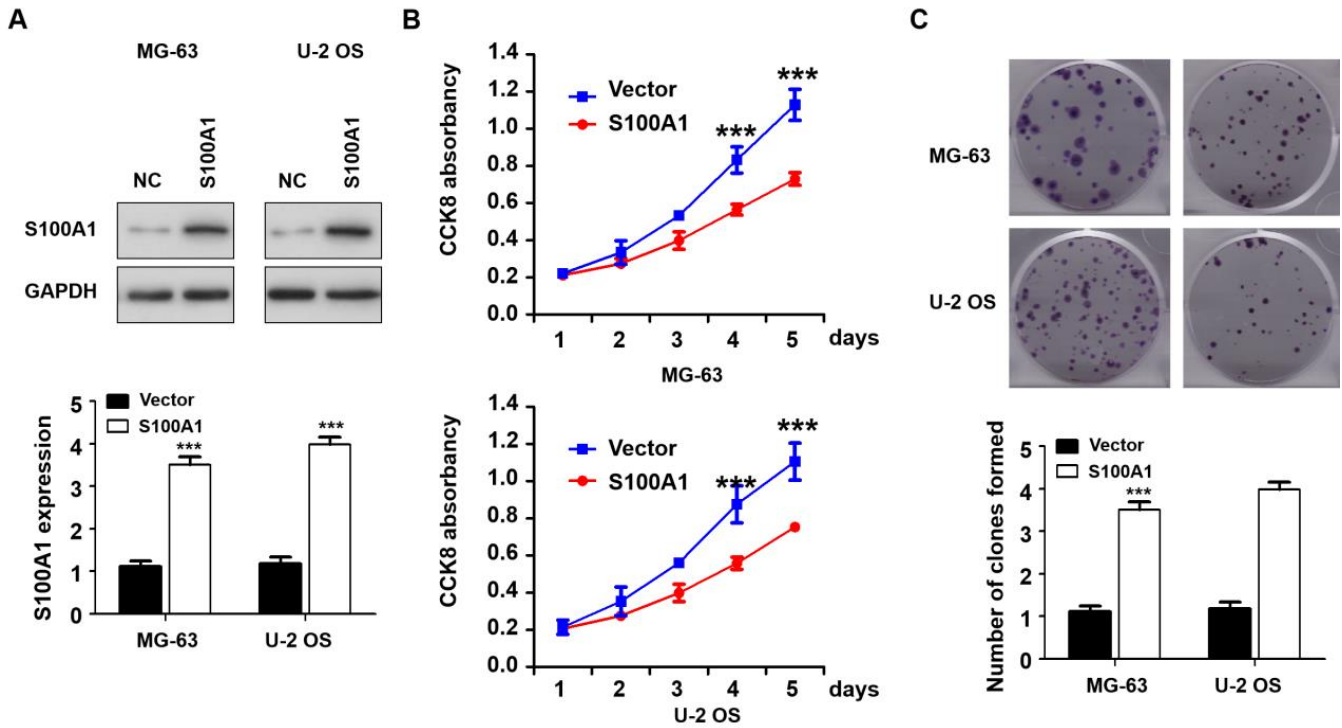 A
MG-63 U-2 OS
NC S100A1 NC S100A1
S100A1
GAPDH
S100A1 expression
5
4
3
2
1
0
Vector
S100A1
*** ***
MG-63 U-2 OS
B
CCK8 absorbancy
1.4
1.2
1.0
0.8
0.6
0.4
0.2
0.0
Vector
S100A1
*** ***
1 2 3 4 5 days
MG-63
CCK8 absorbancy
1.4
1.2
1.0
0.8
0.6
0.4
0.2
0.0
Vector
S100A1
*** ***
1 2 3 4 5 days
U-2 OS
C
MG-63
U-2 OS
Number of clones formed
5
4
3
2
1
0
Vector
S100A1
***
MG-63 U-2 OS